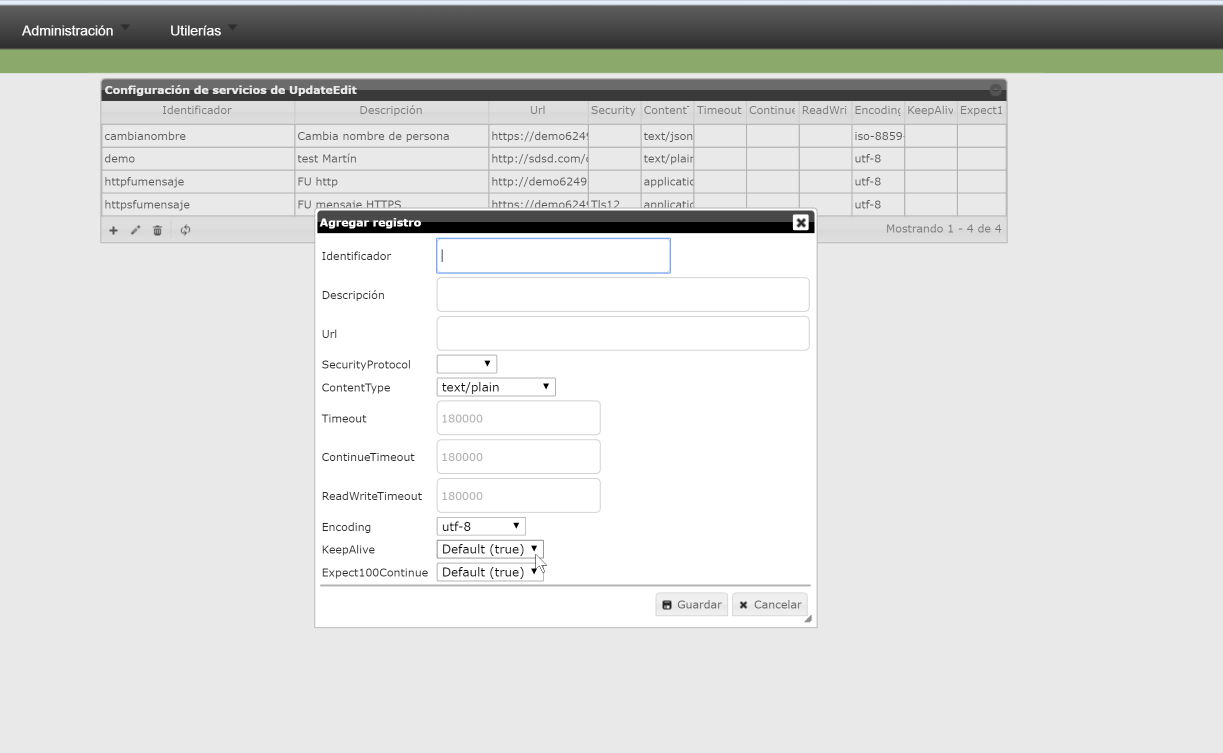 Administración Utilerías
Configuración de servicios de UpdateEdit
Identificador Descripción Url Security Content Timeout Continue ReadWri Encoding KeepAliv Expect1
cambianombre Cambia nombre de persona https://demo624 text/json iso-8859-
demo test Martín http://sdsd.com/ text/plain utf-8
httpfumensaje FU http http://demo6249 applicatic utf-8
httpsfumensaje FU mensaje HTTPS https://demo624 Tls12 applicatic utf-8
Mostrando 1 - 4 de 4
Agregar registro
Identificador
Descripción
Url
SecurityProtocol
ContentType text/plain
Timeout 180000
ContinueTimeout 180000
ReadWriteTimeout 180000
Encoding utf-8
KeepAlive Default (true)
Expect100Continue Default (true)
Guardar Cancelar